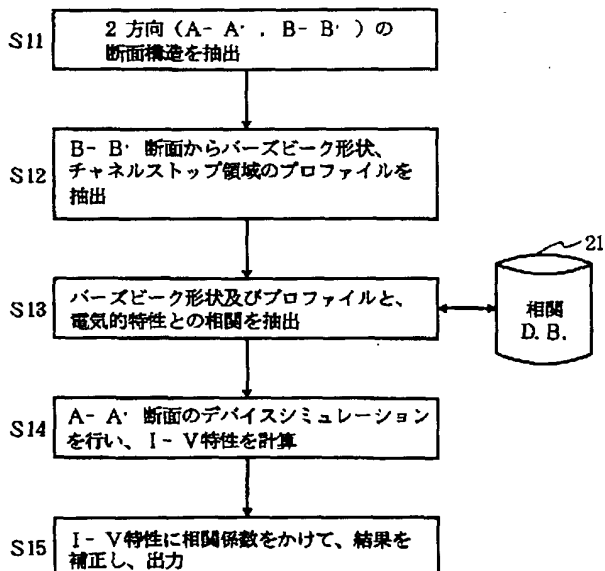 S11
2 方向（A- A'，B- B'）の
断面構造を抽出
S12
B- B' 断面からバーズビーク形状、
チャネルストップ領域のプロファイルを
抽出
S13
バーズビーク形状及びプロファイルと、
電気的特性との相関を抽出
21
相関
D. B.
S14
A- A' 断面のデバイスシミュレーション
を行い、I- V特性を計算
S15
I- V特性に相関係数をかけて、結果を
補正し、出力